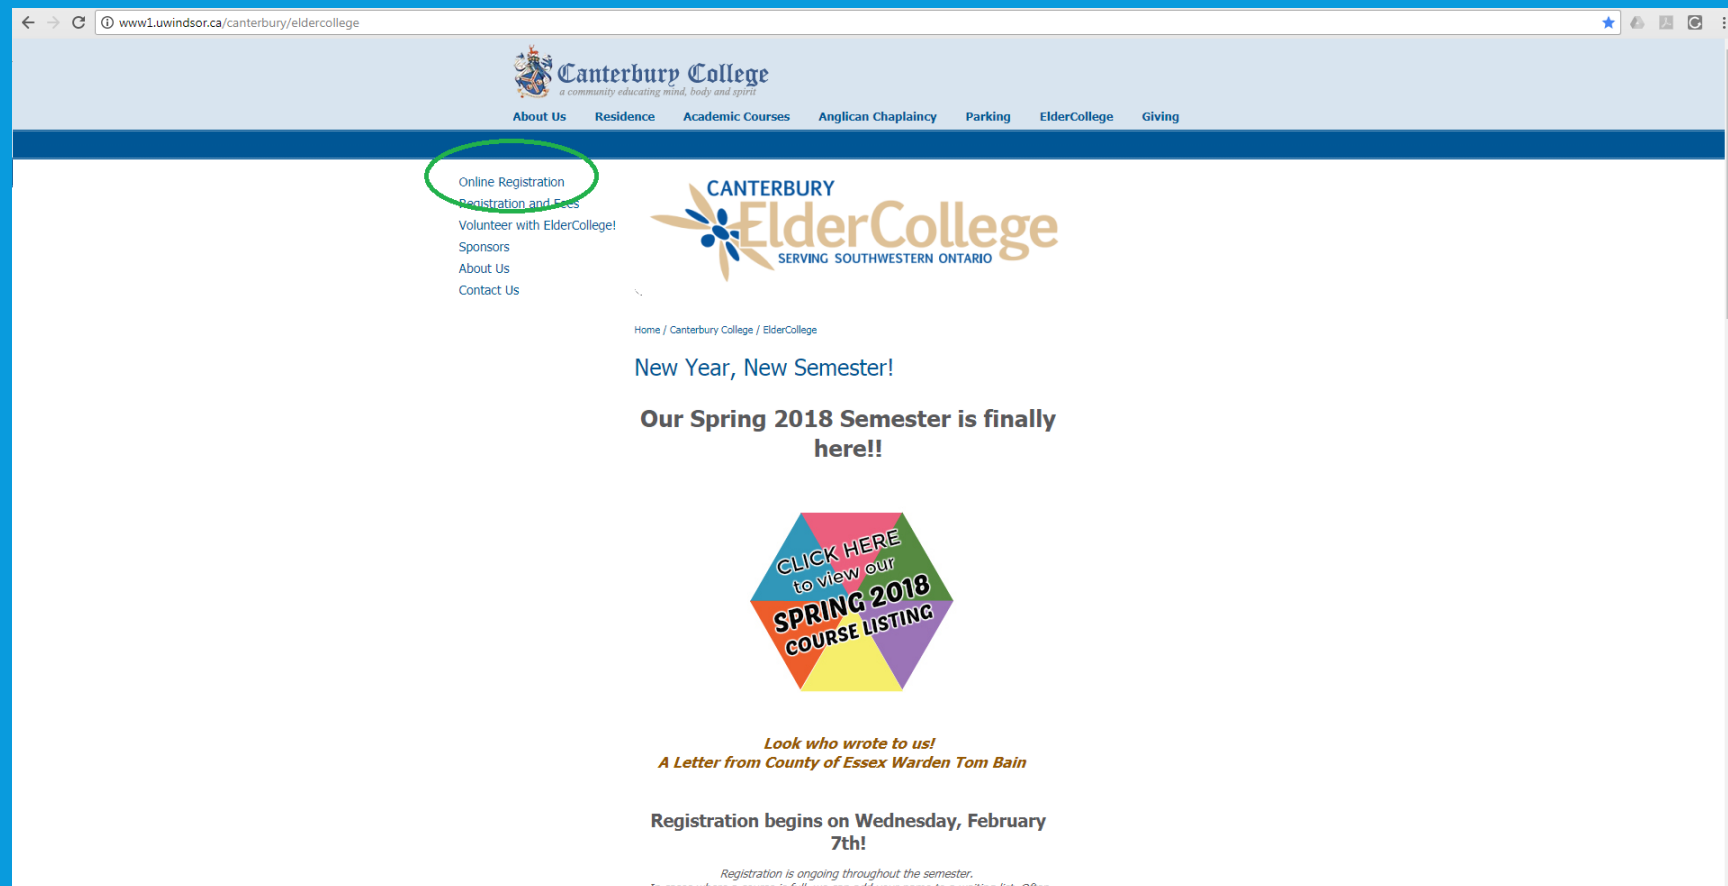 www1.uwindsor.ca/canterbury/eldercollege
Canterbury College
a community educating mind, body and spirit
About Us Residence Academic Courses Anglican Chaplaincy Parking ElderCollege Giving
Online Registration
Registration and Fees
Volunteer with ElderCollege!
Sponsors
About Us
Contact Us
CANTERBURY
ElderCollege
SERVING SOUTHWESTERN ONTARIO
Home / Canterbury College / ElderCollege
New Year, New Semester!
Our Spring 2018 Semester is finally
here!!
CLICK HERE
to view our
SPRING 2018
COURSE LISTING
Look who wrote to us!
A Letter from County of Essex Warden Tom Bain
Registration begins on Wednesday, February
7th!
Registration is ongoing throughout the semester.